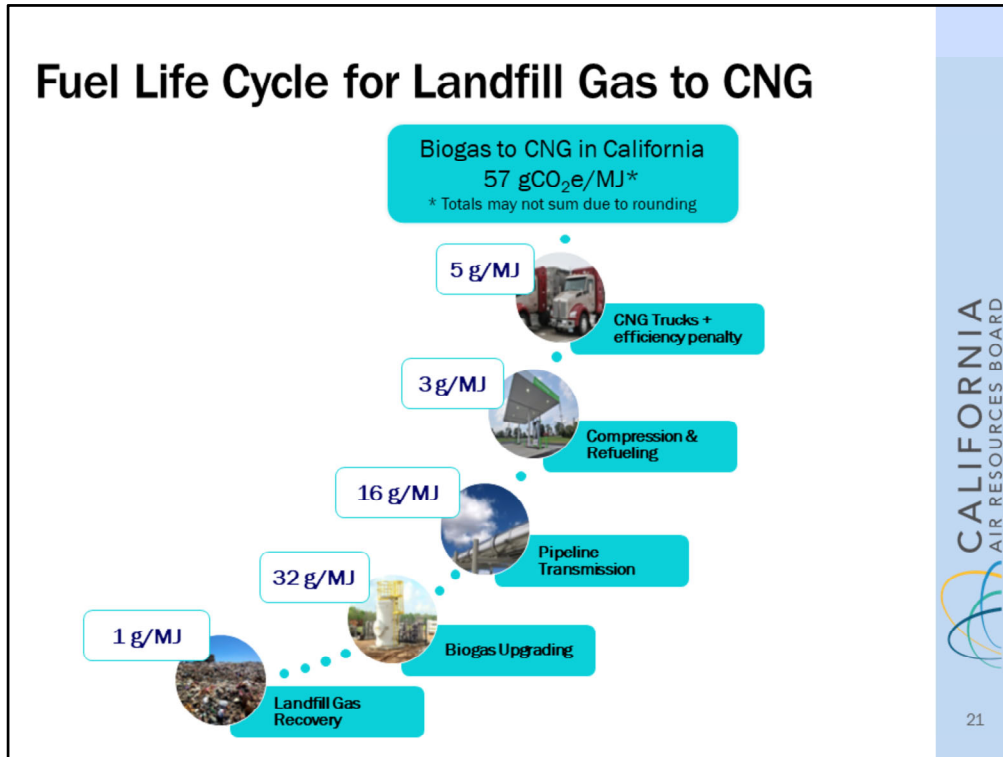 Fuel Life Cycle for Landfill Gas to CNG
Biogas to CNG in California
57 gCO₂e/MJ*
* Totals may not sum due to rounding
5 g/MJ
CNG Trucks +
efficiency penalty
3 g/MJ
Compression &
Refueling
16 g/MJ
Pipeline
Transmission
32 g/MJ
Biogas Upgrading
1 g/MJ
Landfill Gas
Recovery
CALIFORNIA
AIR RESOURCES BOARD
21